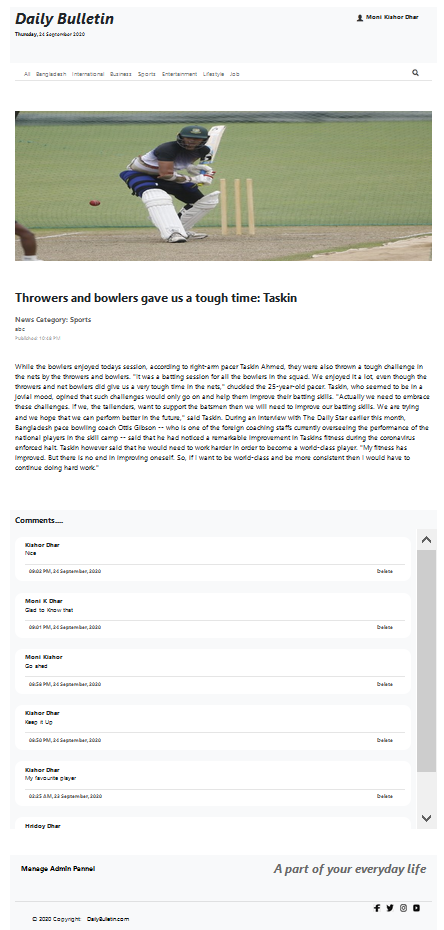 Daily Bulletin
Moni Kishor Dhar
Thursday, 24 September 2020
All Bangladesh International Business Sports Entertainment Lifestyle Job
Throwers and bowlers gave us a tough time: Taskin
News Category: Sports
abc
Published 10:48 PM
While the bowlers enjoyed todays session, according to right-arm pacer Taskin Ahmed, they were also thrown a tough challenge in
the nets by the throwers and bowlers. "It was a batting session for all the bowlers in the squad. We enjoyed it a lot, even though the
throwers and net bowlers did give us a very tough time in the nets," chuckled the 25-year-old pacer. Taskin, who seemed to be in a
jovial mood, opined that such challenges would only go on and help them improve their batting skills. "Actually we need to embrace
these challenges. If we, the tailenders, want to support the batsmen then we will need to improve our batting skills. We are trying
and we hope that we can perform better in the future," said Taskin. During an interview with The Daily Star earlier this month,
Bangladesh pace bowling coach Ottis Gibson -- who is one of the foreign coaching staffs currently overseeing the performance of the
national players in the skill camp -- said that he had noticed a remarkable improvement in Taskins fitness during the coronavirus
enforced halt. Taskin however said that he would need to work harder in order to become a world-class player. "My fitness has
improved. But there is no end in improving oneself. So, if I want to be world-class and be more consistent then I would have to
continue doing hard work."
Comments....
Kishor Dhar
Nice
09:02 PM, 24 September, 2020 Delete
Moni K Dhar
Glad to Know that
09:01 PM, 24 September, 2020 Delete
Moni Kishor
Go ahed
08:58 PM, 24 September, 2020 Delete
Kishor Dhar
Keep it Up
08:50 PM, 24 September, 2020 Delete
Kishor Dhar
My favourite player
02:25 AM, 23 September, 2020 Delete
Hridoy Dhar
Manage Admin Pannel
A part of your everyday life
© 2020 Copyright: DailyBulletin.com